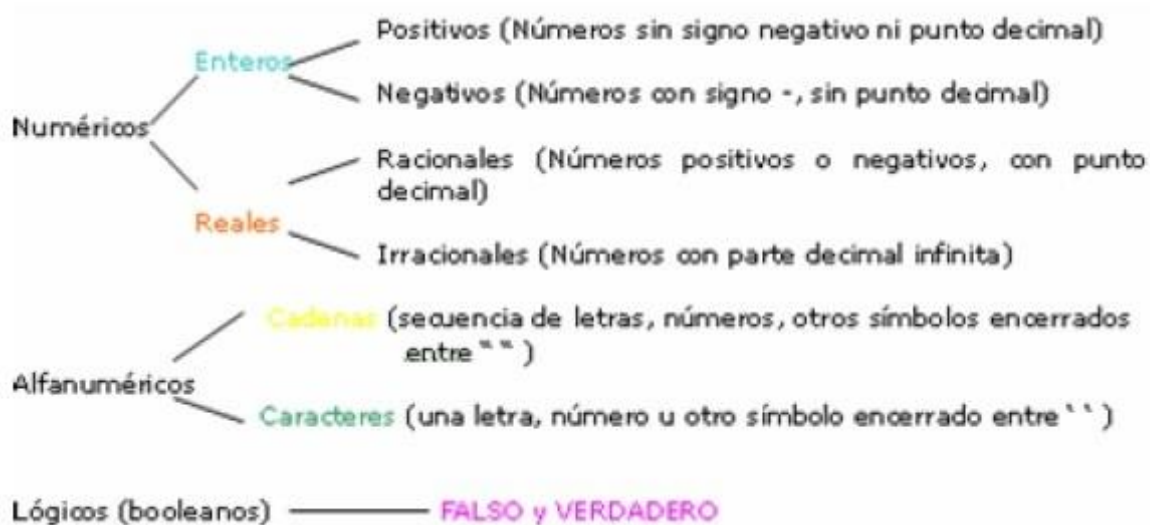 Positivos (Números sin signo negativo ni punto decimal)
Enteros
Negativos (Números con signo -, sin punto decimal)
Numéricos
Racionales (Números positivos o negativos, con punto
decimal)
Reales
Irracionales (Números con parte decimal infinita)
Cadenas (secuencia de letras, números, otros símbolos encerrados
entre “ “ )
Alfanuméricos
Caracteres (una letra, número u otro símbolo encerrado entre ‘ ‘ )
Lógicos (booleanos) FALSO y VERDADERO